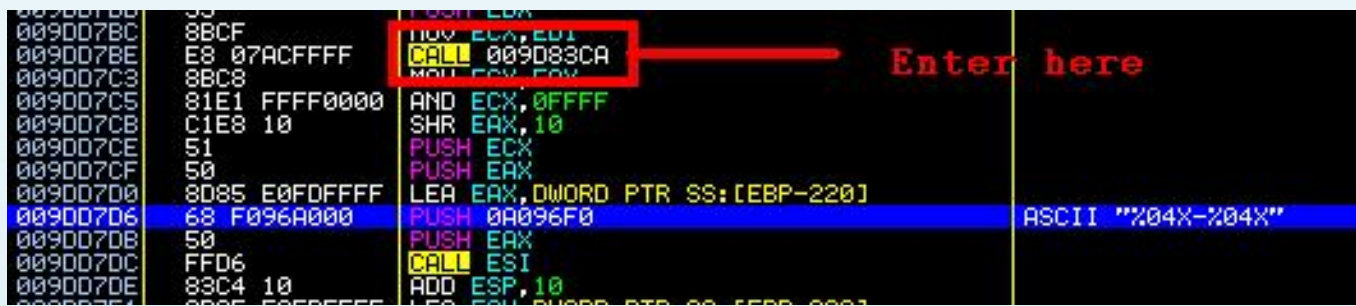 009DD7BC 8BCF MOV ECX,EDI
009DD7BE E8 07ACFFFF CALL 009D83CA Enter here
009DD7C3 8BC8 MOV ECX,EAX
009DD7C5 81E1 FFFF0000 AND ECX,0FFFF
009DD7CB C1E8 10 SHR EAX,10
009DD7CE 51 PUSH ECX
009DD7CF 50 PUSH EAX
009DD7D0 8D85 E0FDFFFF LEA EAX,DWORD PTR SS:[EBP-220]
009DD7D6 68 F096A000 PUSH 0A096F0 ASCII "%04X-%04X"
009DD7DB 50 PUSH EAX
009DD7DC FFD6 CALL ESI
009DD7DE 83C4 10 ADD ESP,10